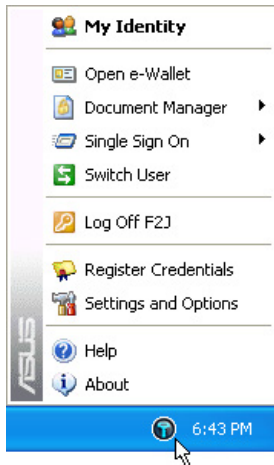 My Identity
Open e-Wallet
Document Manager
Single Sign On
Switch User
Log Off F2J
Register Credentials
Settings and Options
Help
About
ASUS
6:43 PM